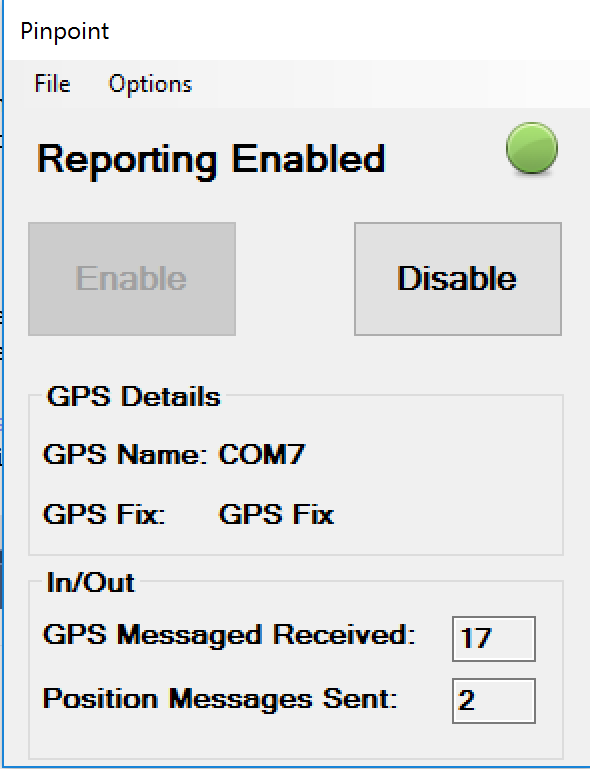 Pinpoint
File Options
Reporting Enabled
Enable Disable
GPS Details
GPS Name: COM7
GPS Fix: GPS Fix
In/Out
GPS Messaged Received: 17
Position Messages Sent: 2